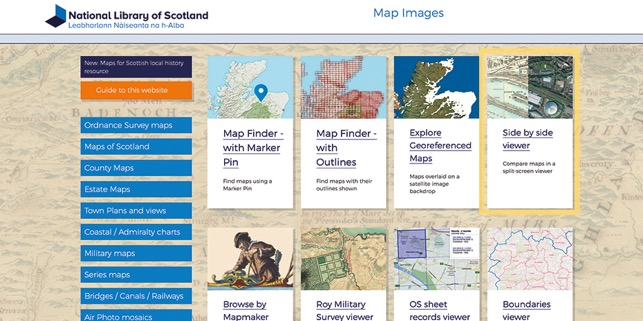 National Library of Scotland
Leabharlann Nàiseanta na h-Alba
Map Images
New: Maps for Scottish local history
resource
Guide to this website
Ordnance Survey maps
Maps of Scotland
County Maps
Estate Maps
Town Plans and views
Coastal / Admiralty charts
Military maps
Series maps
Bridges / Canals / Railways
Air Photo mosaics
Map Finder -
with Marker
Pin
Find maps using a
Marker Pin
Map Finder -
with
Outlines
Find maps with their
outlines shown
Explore
Georeferenced
Maps
Maps overlaid on a
satellite image
backdrop
Side by side
viewer
Compare maps in a
split-screen viewer
Browse by
Mapmaker
Roy Military
Survey viewer
OS sheet
records viewer
Boundaries
viewer